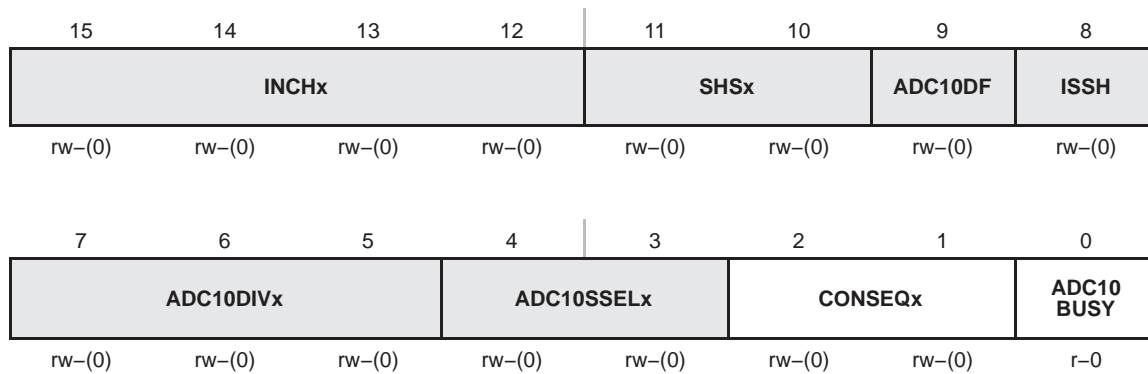 15 14 13 12 11 10 9 8
INCHx SHSx ADC10DF ISSH
rw−(0) rw−(0) rw−(0) rw−(0) rw−(0) rw−(0) rw−(0) rw−(0)
7 6 5 4 3 2 1 0
ADC10DIVx ADC10SSELx CONSEQx ADC10
BUSY
rw−(0) rw−(0) rw−(0) rw−(0) rw−(0) rw−(0) rw−(0) r−0